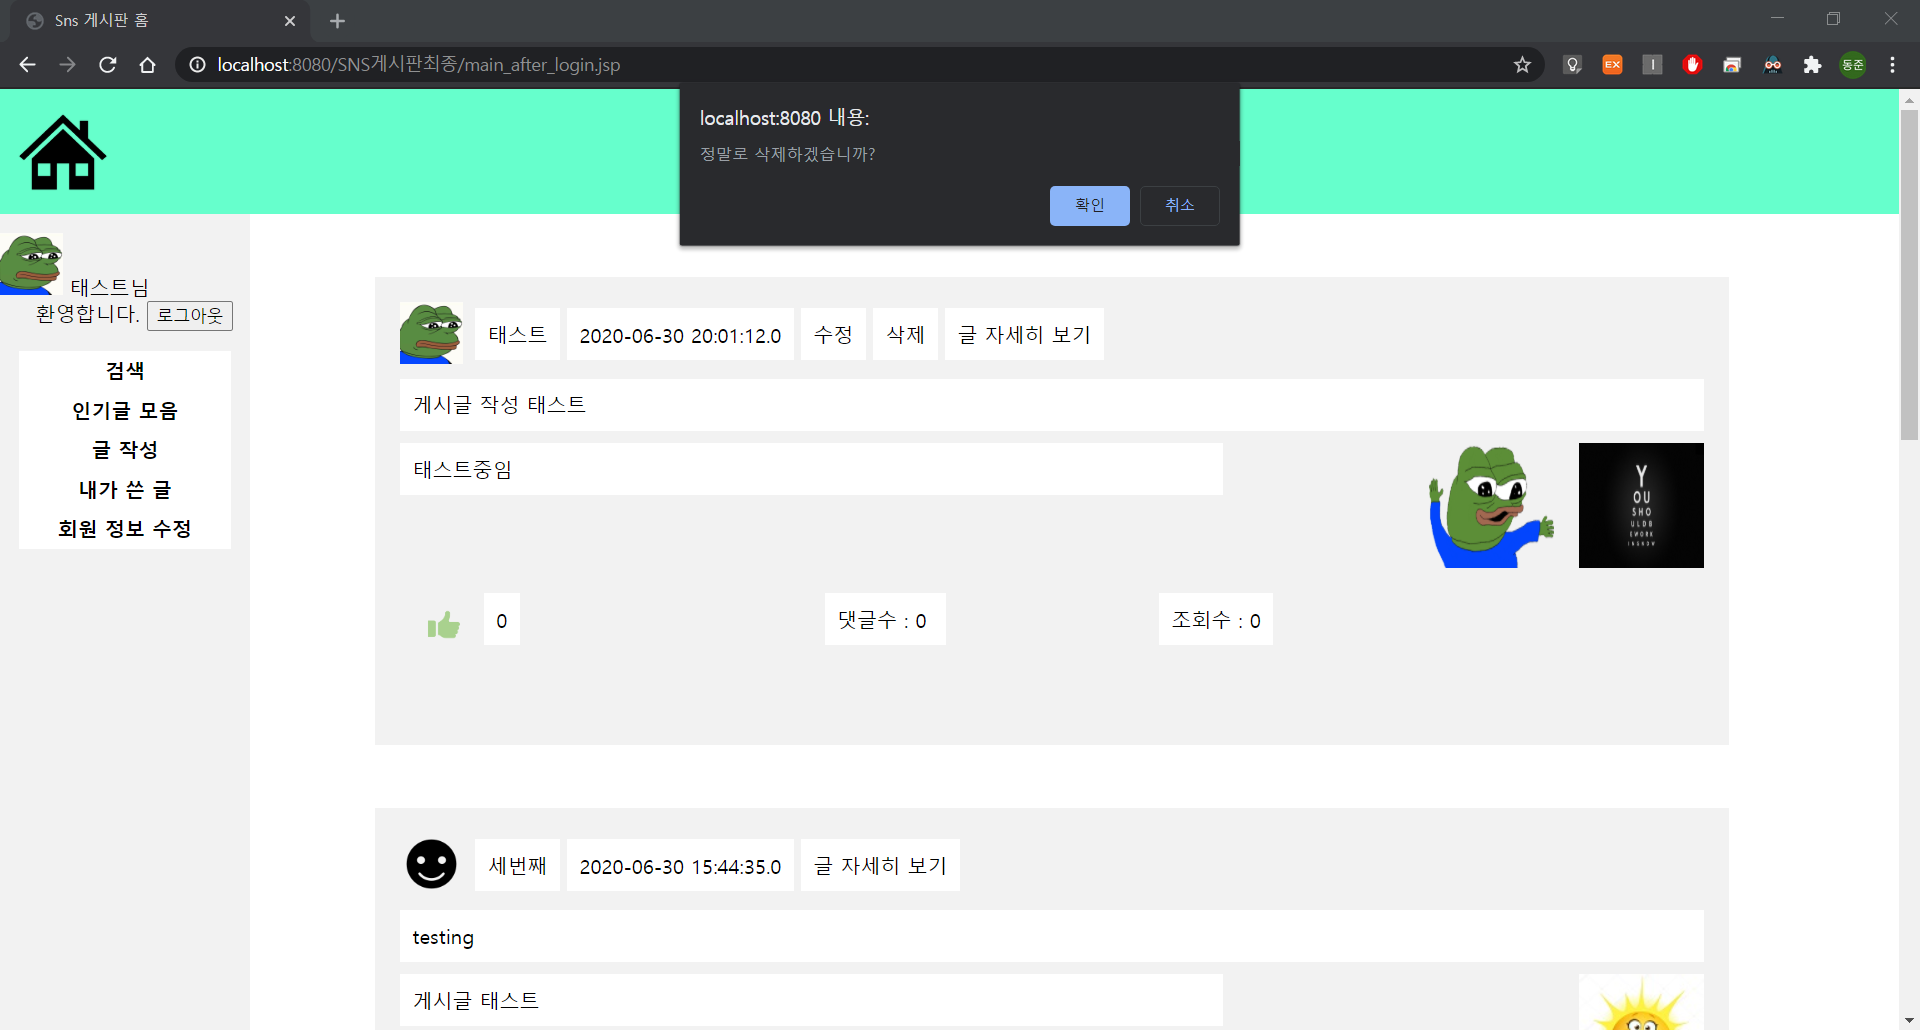 Sns 게시판 홈
localhost:8080/SNS게시판최종/main_after_login.jsp
EX
동준
localhost:8080 내용:
정말로 삭제하겠습니까?
확인 취소
태스트님
환영합니다. 로그아웃
검색
인기글 모음
글 작성
내가 쓴 글
회원 정보 수정
태스트 2020-06-30 20:01:12.0 수정 삭제 글 자세히 보기
게시글 작성 태스트
태스트중임
Y
OU
SHO
ULDB
EWORK
INGNOW
0 댓글수 : 0 조회수 : 0
세번째 2020-06-30 15:44:35.0 글 자세히 보기
testing
게시글 태스트